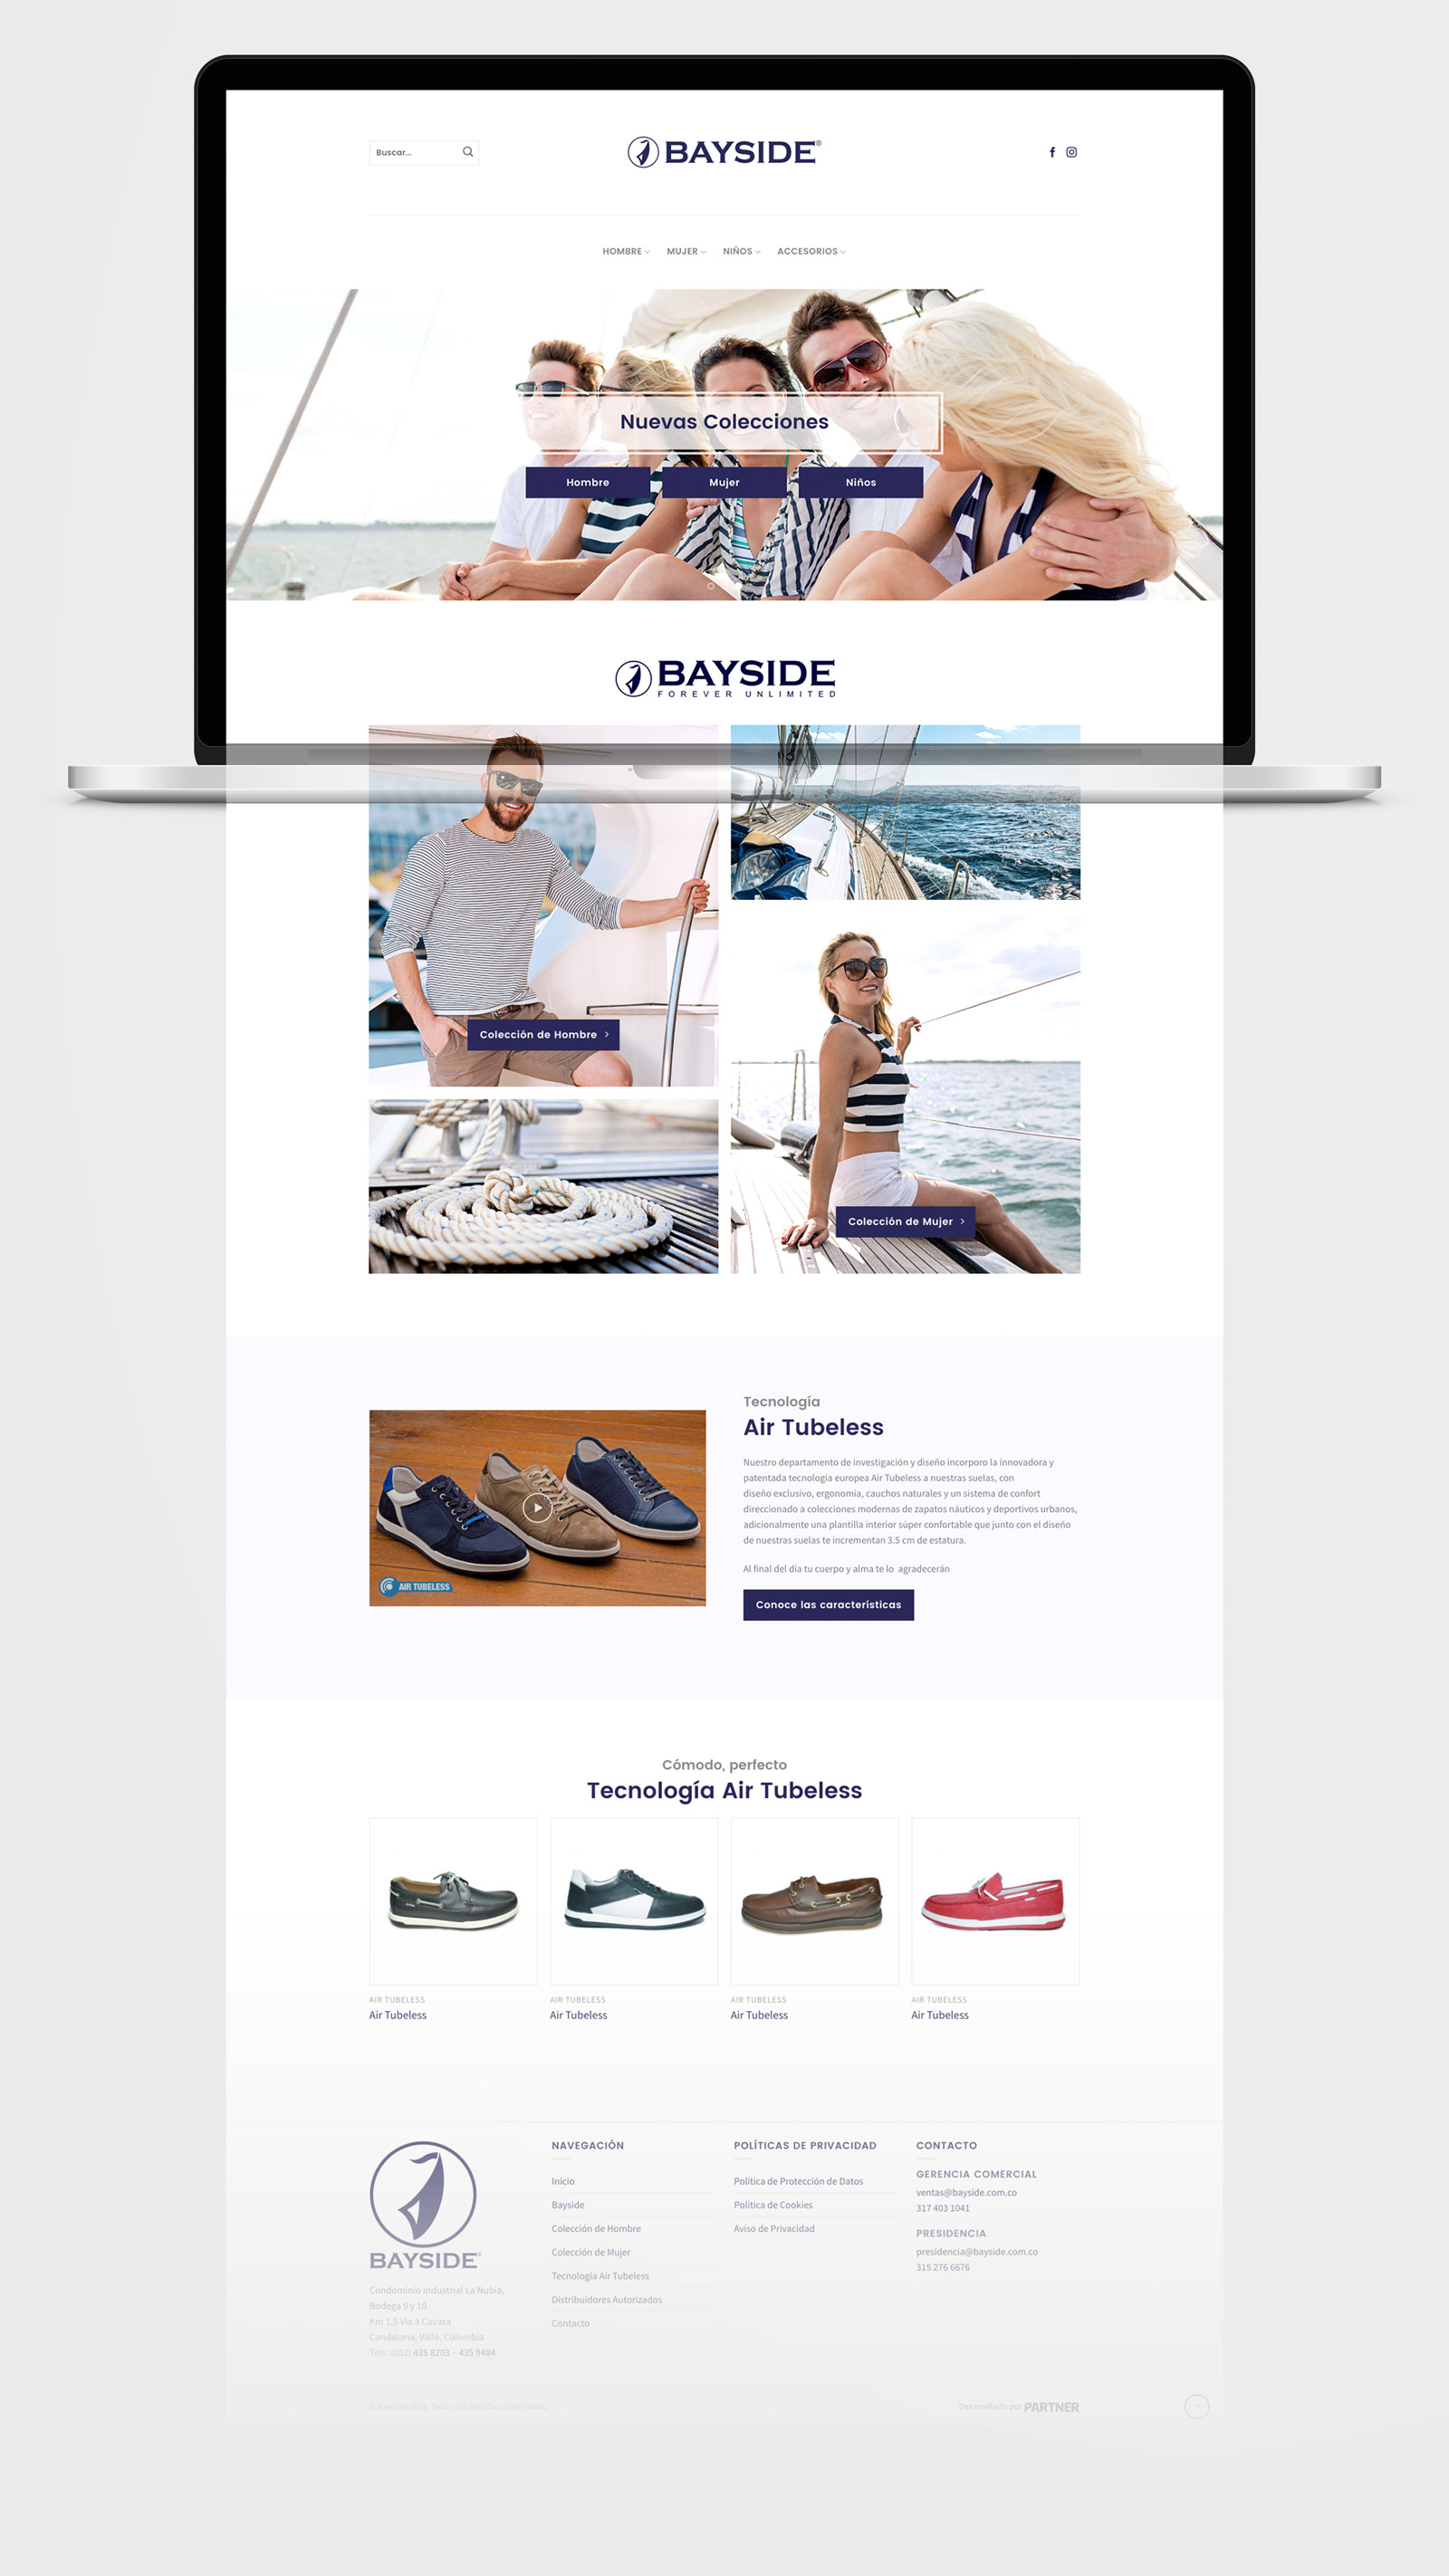 Buscar...
BAYSIDE®
HOMBRE
MUJER
NIÑOS
ACCESORIOS
Nuevas Colecciones
Hombre
Mujer
Niños
BAYSIDE
FOREVER UNLIMITED
Colección de Hombre
Colección de Mujer
AIR TUBELESS
Tecnología
Air Tubeless
Nuestro departamento de investigación y diseño incorporo la innovadora y
patentada tecnología europea Air Tubeless a nuestras suelas, con
diseño exclusivo, ergonomía, cauchos naturales y un sistema de confort
direccionado a colecciones modernas de zapatos náuticos y deportivos urbanos,
adicionalmente una plantilla interior súper confortable que junto con el diseño
de nuestras suelas te incrementan 3.5 cm de estatura.
Al final del día tu cuerpo y alma te lo agradecerán
Conoce las características
Cómodo, perfecto
Tecnología Air Tubeless
AIR TUBELESS
Air Tubeless
AIR TUBELESS
Air Tubeless
AIR TUBELESS
Air Tubeless
AIR TUBELESS
Air Tubeless
BAYSIDE®
Condominio Industrial La Nubia,
Bodega 9 y 10
Km 1,5 Vía a Cavasa
Candelaria, Valle, Colombia
Tels: (032) 435 8203 - 435 9484
NAVEGACIÓN
Inicio
Bayside
Colección de Hombre
Colección de Mujer
Tecnología Air Tubeless
Distribuidores Autorizados
Contacto
POLÍTICAS DE PRIVACIDAD
Política de Protección de Datos
Política de Cookies
Aviso de Privacidad
CONTACTO
GERENCIA COMERCIAL
ventas@bayside.com.co
317 403 1041
PRESIDENCIA
presidencia@bayside.com.co
315 276 6676
© Bayside 2018. Todos los derechos reservados.
Desarrollado por PARTNER